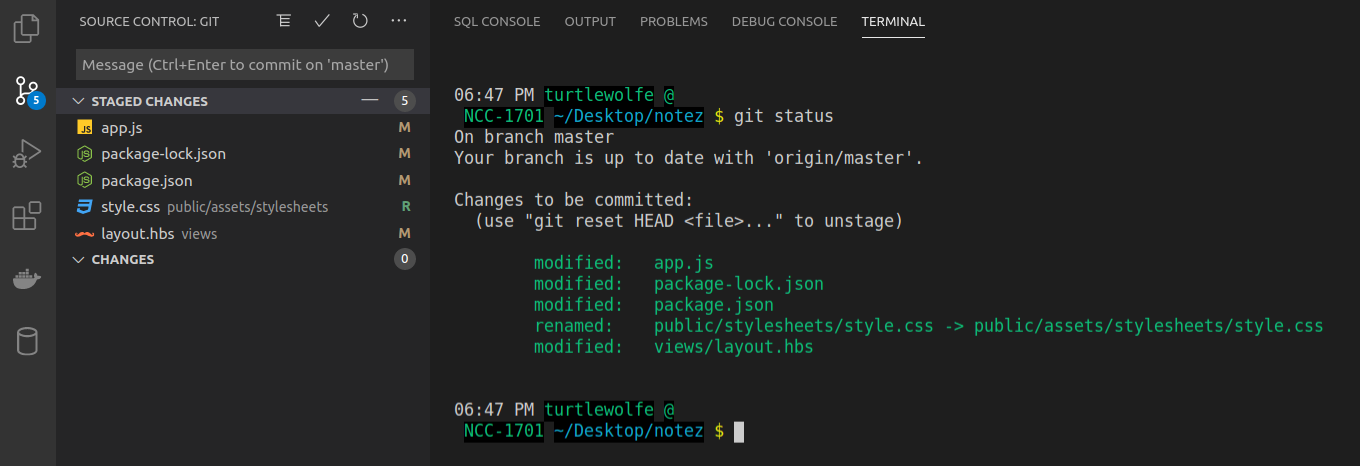 SOURCE CONTROL: GIT
Message (Ctrl+Enter to commit on 'master')
STAGED CHANGES 5
JS app.js M
package-lock.json M
package.json M
style.css public/assets/stylesheets R
layout.hbs views M
CHANGES 0
5
SQL CONSOLE OUTPUT PROBLEMS DEBUG CONSOLE TERMINAL
06:47 PM turtlewolfe @
NCC-1701 ~/Desktop/notez $ git status
On branch master
Your branch is up to date with 'origin/master'.
Changes to be committed:
(use "git reset HEAD <file>..." to unstage)
modified: app.js
modified: package-lock.json
modified: package.json
renamed: public/stylesheets/style.css -> public/assets/stylesheets/style.css
modified: views/layout.hbs
06:47 PM turtlewolfe @
NCC-1701 ~/Desktop/notez $